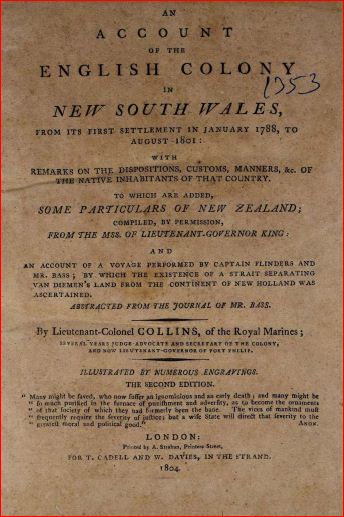 AN
ACCOUNT
OF THE
ENGLISH COLONY
1353
IN
NEW SOUTH WALES,
FROM ITS FIRST SETTLEMENT IN JANUARY 1788, TO
AUGUST 1801:
WITH
REMARKS ON THE DISPOSITIONS, CUSTOMS, MANNERS, &c. OF
THE NATIVE INHABITANTS OF THAT COUNTRY.
TO WHICH ARE ADDED,
SOME PARTICULARS OF NEW ZEALAND;
COMPILED, BY PERMISSION,
FROM THE MSS. OF LIEUTENANT-GOVERNOR KING:
AND
AN ACCOUNT OF A VOYAGE PERFORMED BY CAPTAIN FLINDERS AND
MR. BASS; BY WHICH THE EXISTENCE OF A STRAIT SEPARATING
VAN DIEMEN'S LAND FROM THE CONTINENT OF NEW HOLLAND WAS
ASCERTAINED.
ABSTRACTED FROM THE JOURNAL OF MR. BASS.
By Lieutenant-Colonel COLLINS, of the Royal Marines;
SEVERAL YEARS JUDGE-ADVOCATE AND SECRETARY OF THE COLONY,
AND NOW LIEUTENANT-GOVERNOR OF PORT PHILIP.
ILLUSTRATED BY NUMEROUS ENGRAVINGS.
THE SECOND EDITION.
" Many might be saved, who now suffer an ignominious and an early death; and many might be
" so much purified in the furnace of punishment and adversity, as to become the ornaments
" of that society of which they had formerly been the bane. The vices of mankind must
" frequently require the severity of justice; but a wise State will direct that severity to the
" greatest moral and political good." ANON.
LONDON:
Printed by A. Strahan, Printers Street,
FOR T. CADELL AND W. DAVIES, IN THE STRAND.
1804.